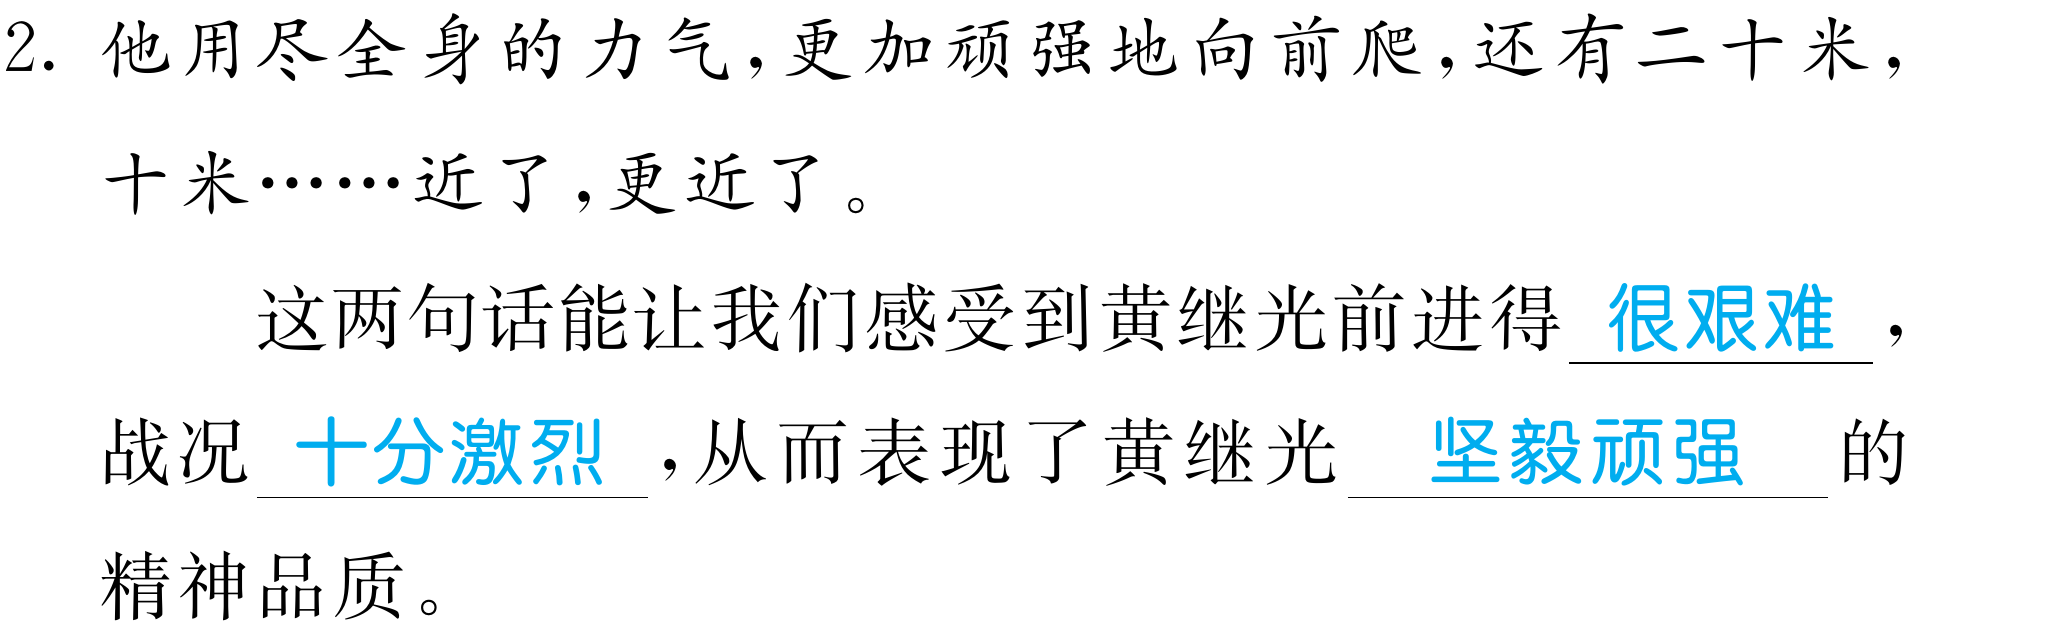 2. 他用尽全身的力气,更加顽强地向前爬,还有二十米,
十米……近了,更近了。
这两句话能让我们感受到黄继光前进得 很艰难 ,
战况 十分激烈 ,从而表现了黄继光 坚毅顽强 的
精神品质。